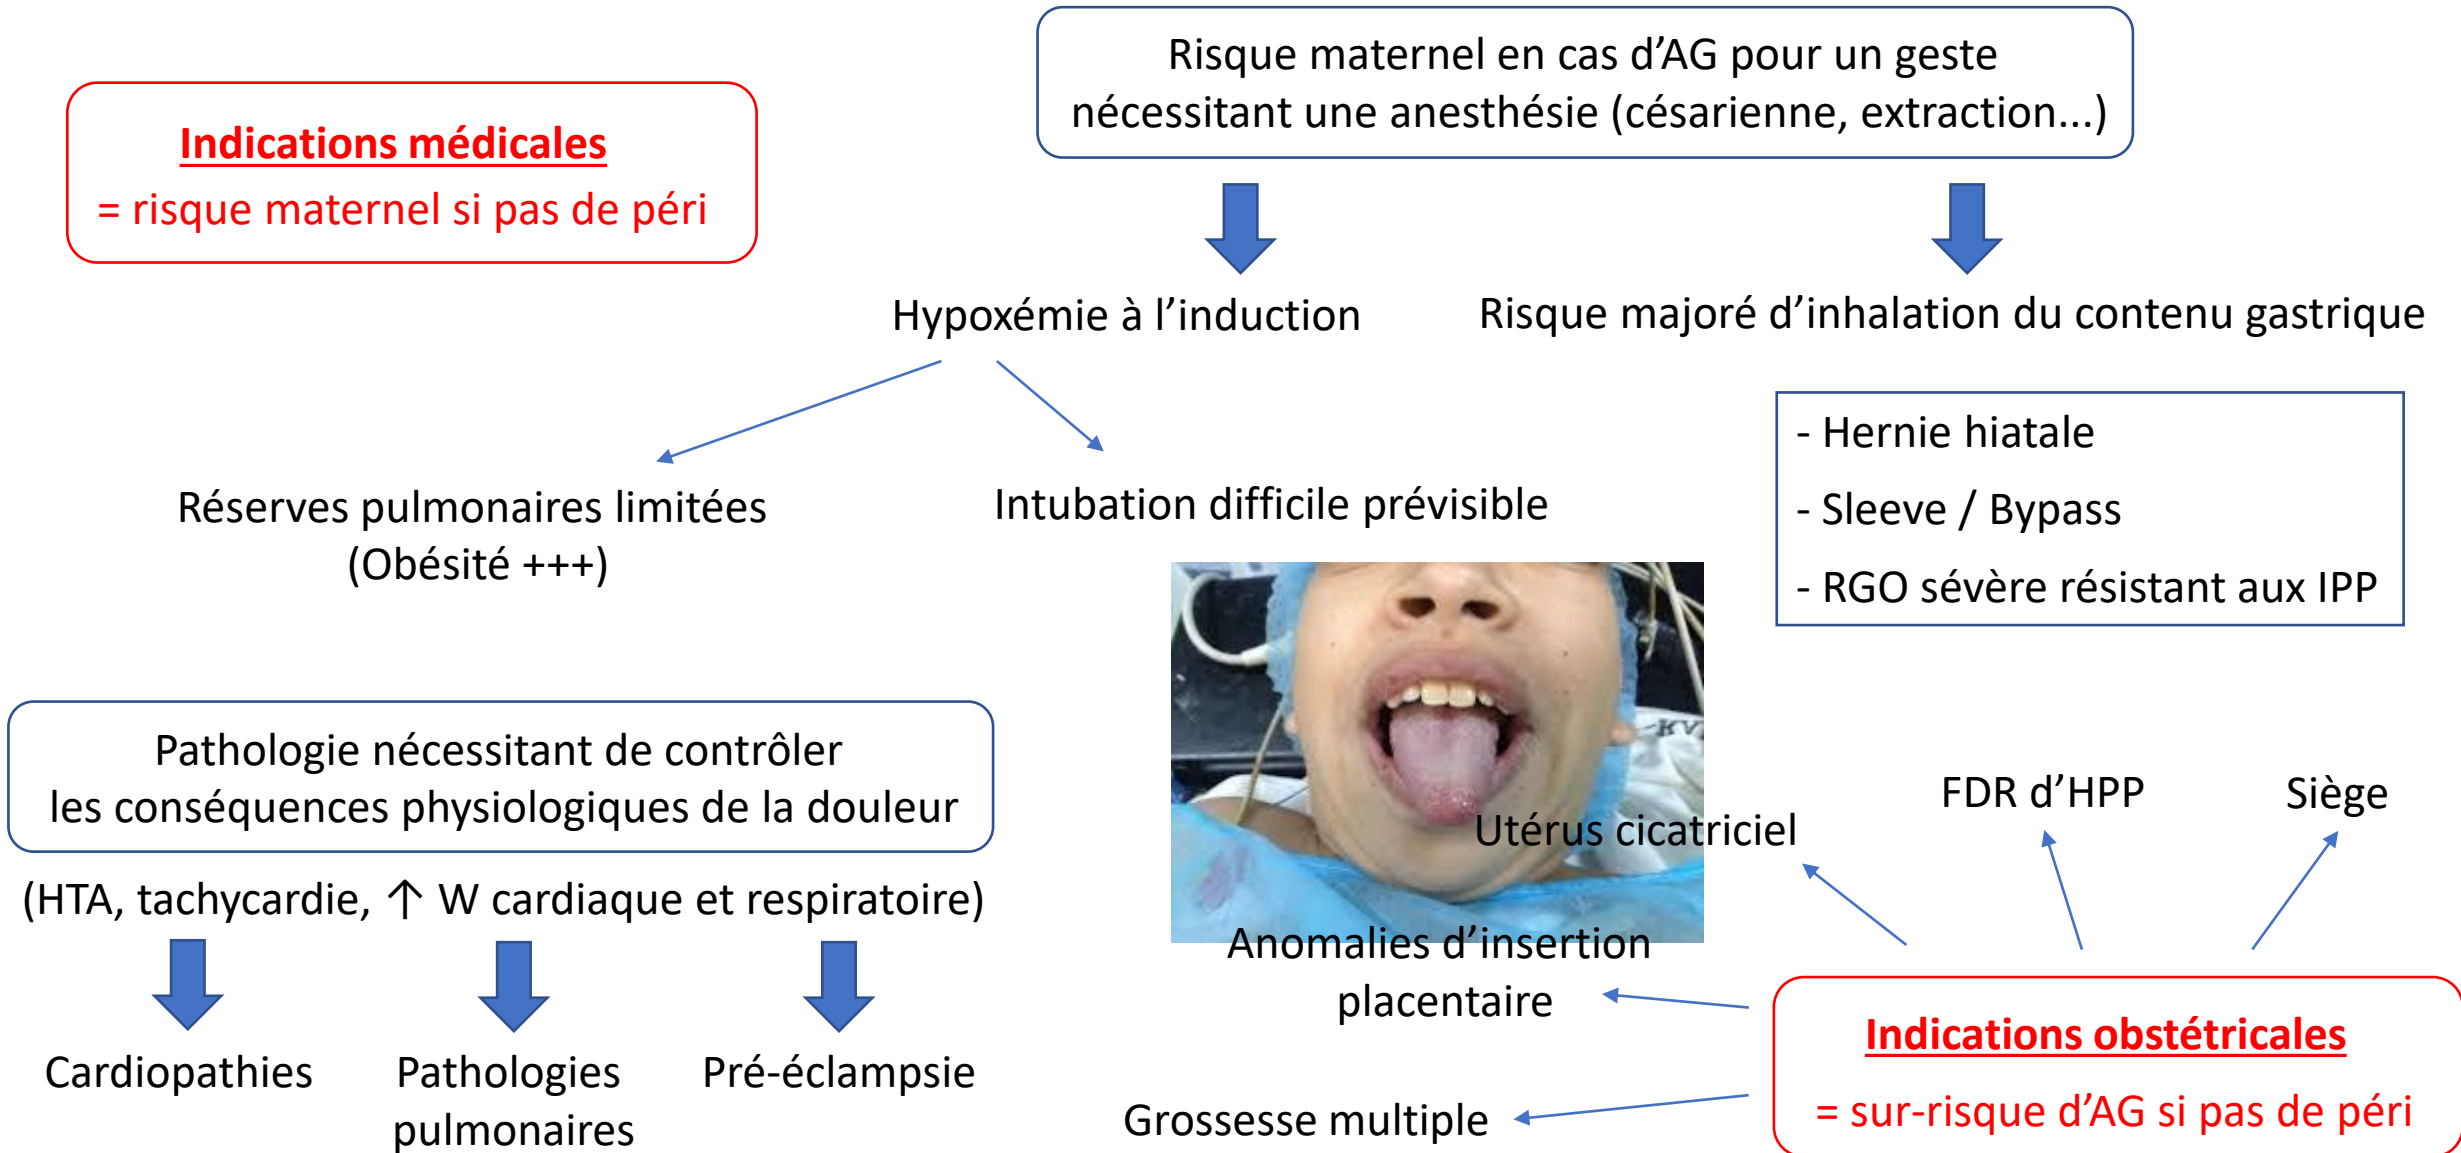 Indications médicales
= risque maternel si pas de péri
Risque maternel en cas d’AG pour un geste
nécessitant une anesthésie (césarienne, extraction...)
Hypoxémie à l’induction
Risque majoré d’inhalation du contenu gastrique
Réserves pulmonaires limitées
(Obésité +++)
Intubation difficile prévisible
- Hernie hiatale
- Sleeve / Bypass
- RGO sévère résistant aux IPP
Pathologie nécessitant de contrôler
les conséquences physiologiques de la douleur
(HTA, tachycardie, ↑ W cardiaque et respiratoire)
Cardiopathies
Pathologies
pulmonaires
Pré-éclampsie
Utérus cicatriciel
FDR d’HPP
Siège
Anomalies d’insertion
placentaire
Grossesse multiple
Indications obstétricales
= sur-risque d’AG si pas de péri